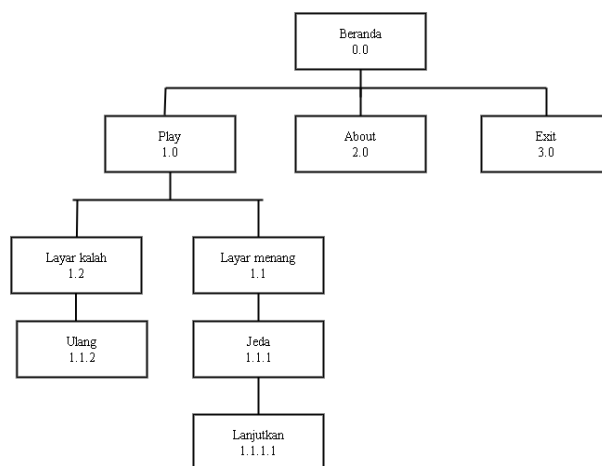 Beranda
0.0
Play
1.0
About
2.0
Exit
3.0
Layar kalah
1.2
Layar menang
1.1
Ulang
1.1.2
Jeda
1.1.1
Lanjutkan
1.1.1.1